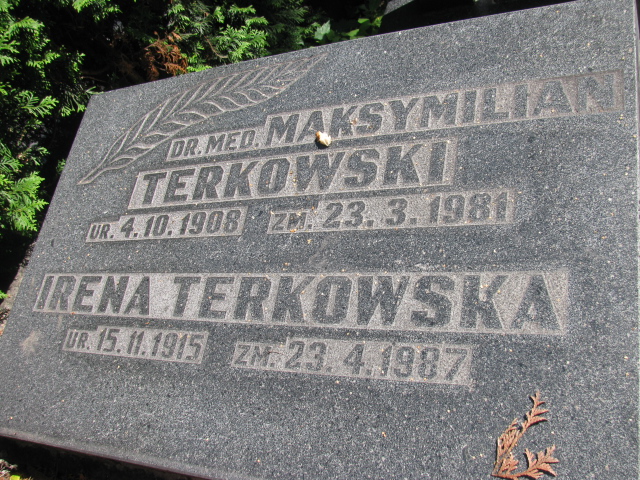 DR. MED. MAKSYMILIAN
TERKOWSKI
UR. 4.10.1908 ZM. 23.3.1981
IRENA TERKOWSKA
UR. 15.11.1915 ZM. 23.4.1987